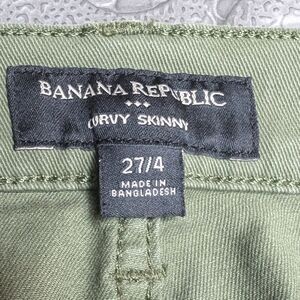 BANANA REPUBLIC
CURVY SKINNY
27/4
MADE IN
BANGLADESH